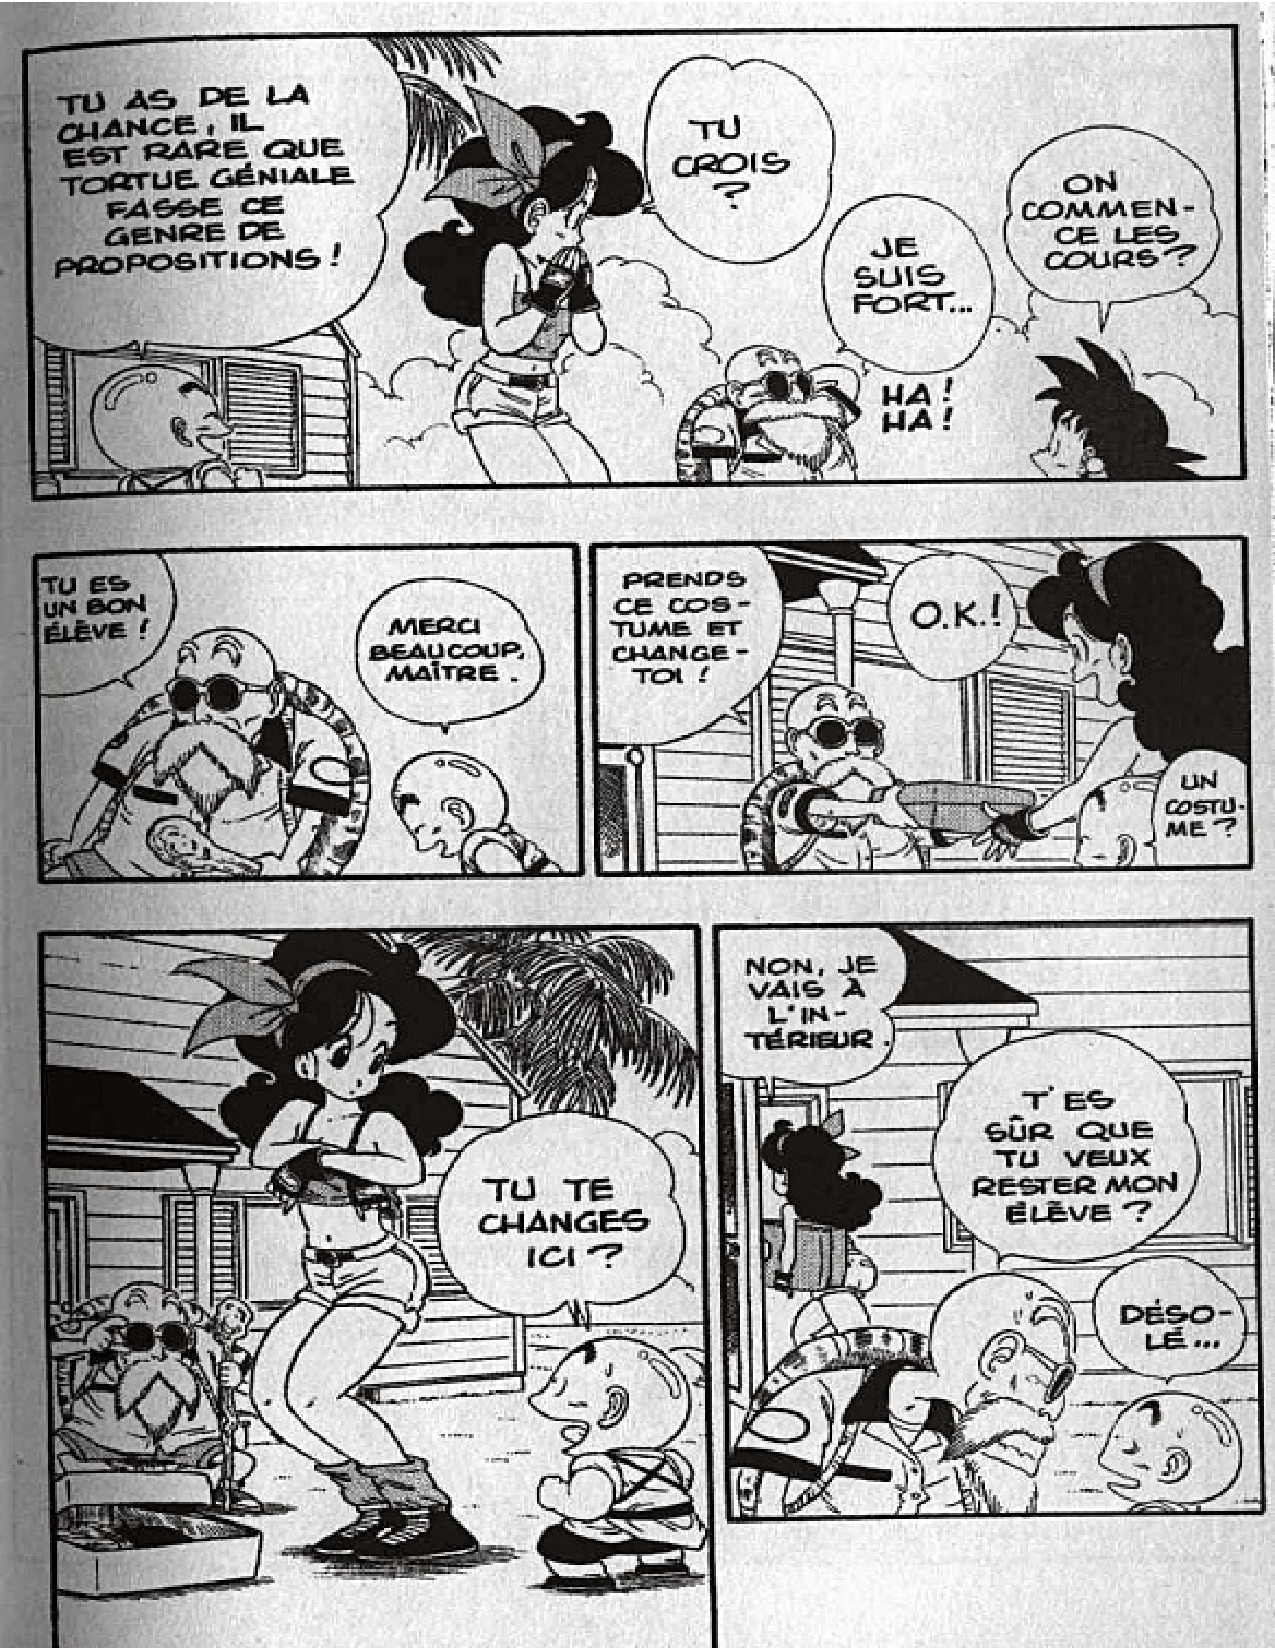 TU AS DE LA
CHANCE, IL
EST RARE QUE
TORTUE GÉNIALE
FASSE CE
GENRE DE
PROPOSITIONS !
TU
CROIS
?
JE
SUIS
FORT...
HA !
HA !
ON
COMMEN-
CE LES
COURS ?
TU ES
UN BON
ÉLÈVE !
MERCI
BEAUCOUP,
MAÎTRE .
PRENDS
CE COS-
TUME ET
CHANGE-
TOI !
O.K. !
UN
COSTU-
ME ?
TU TE
CHANGES
ICI ?
NON, JE
VAIS À
L'IN-
TÉRIEUR .
T'ES
SÛR QUE
TU VEUX
RESTER MON
ÉLÈVE ?
DÉSO-
LÉ...